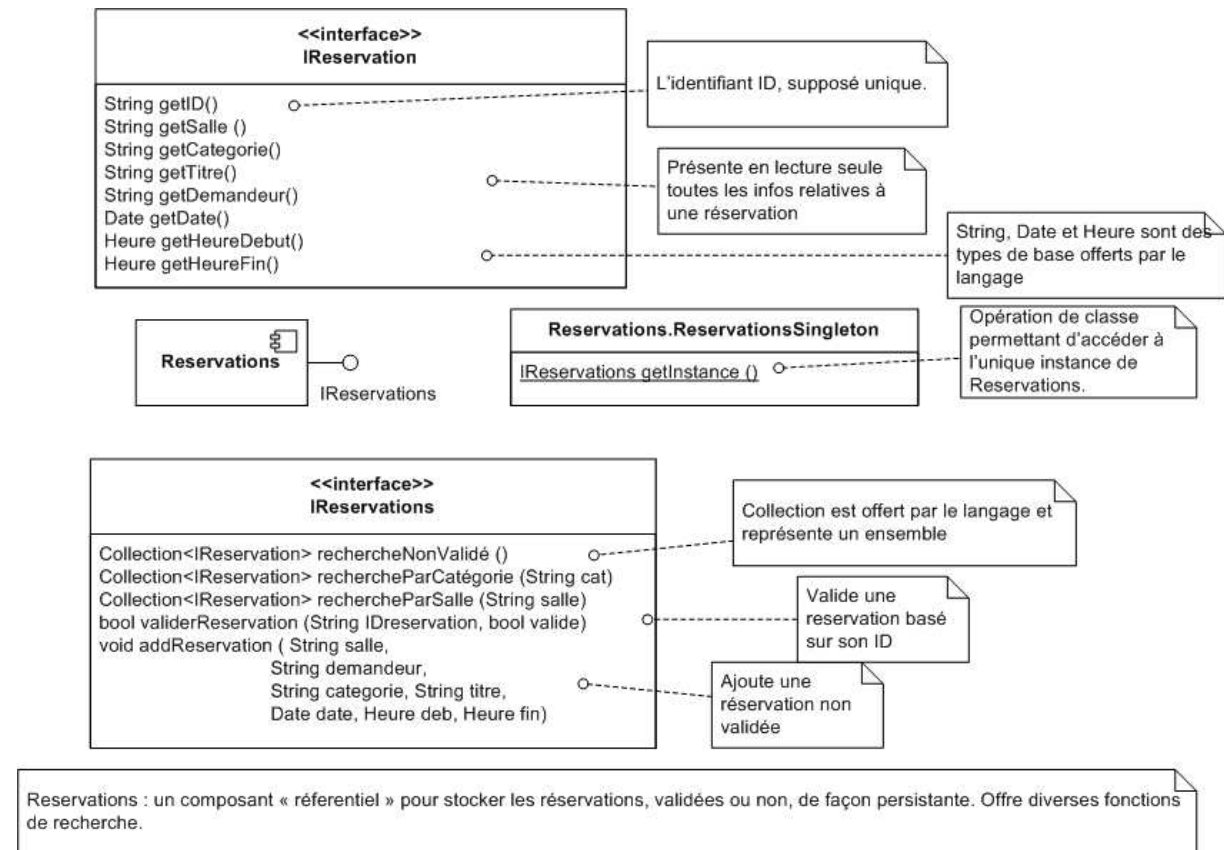 <<interface>>
IReservation
String getID()
String getSalle ()
String getCategorie()
String getTitre()
String getDemandeur()
Date getDate()
Heure getHeureDebut()
Heure getHeureFin()
L'identifiant ID, supposé unique.
Présente en lecture seule
toutes les infos relatives à
une réservation
String, Date et Heure sont des
types de base offerts par le
langage
Reservations
IReservations
Reservations.ReservationsSingleton
IReservations getInstance ()
Opération de classe
permettant d'accéder à
l'unique instance de
Reservations.
<<interface>>
IReservations
Collection<IReservation> rechercheNonValidé ()
Collection<IReservation> rechercheParCatégorie (String cat)
Collection<IReservation> rechercheParSalle (String salle)
bool validerReservation (String IDreservation, bool valide)
void addReservation ( String salle,
String demandeur,
String categorie, String titre,
Date date, Heure deb, Heure fin)
Collection est offert par le langage et
représente un ensemble
Valide une
reservation basé
sur son ID
Ajoute une
réservation non
validée
Reservations : un composant « réferentiel » pour stocker les réservations, validées ou non, de façon persistante. Offre diverses fonctions
de recherche.